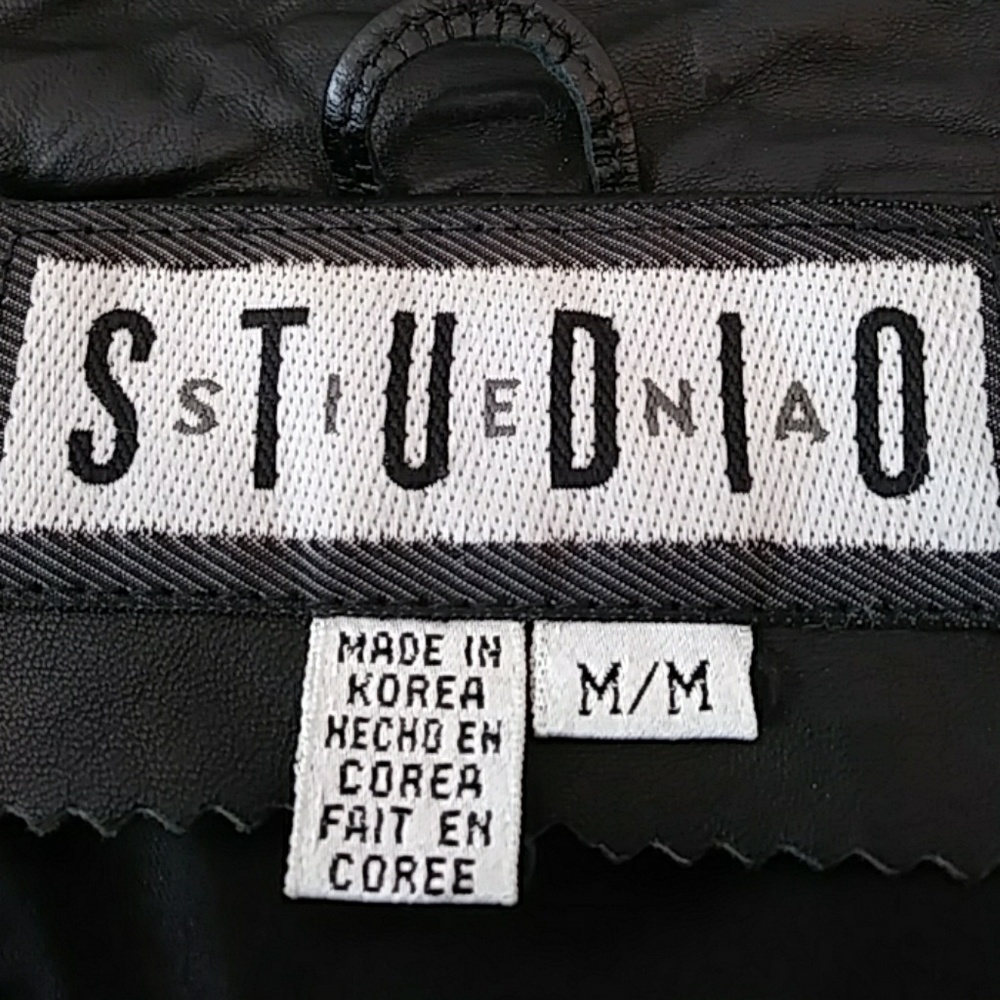 STUDIO
SIENA
MADE IN
KOREA
HECHO EN
COREA
FAIT EN
COREE
M/M